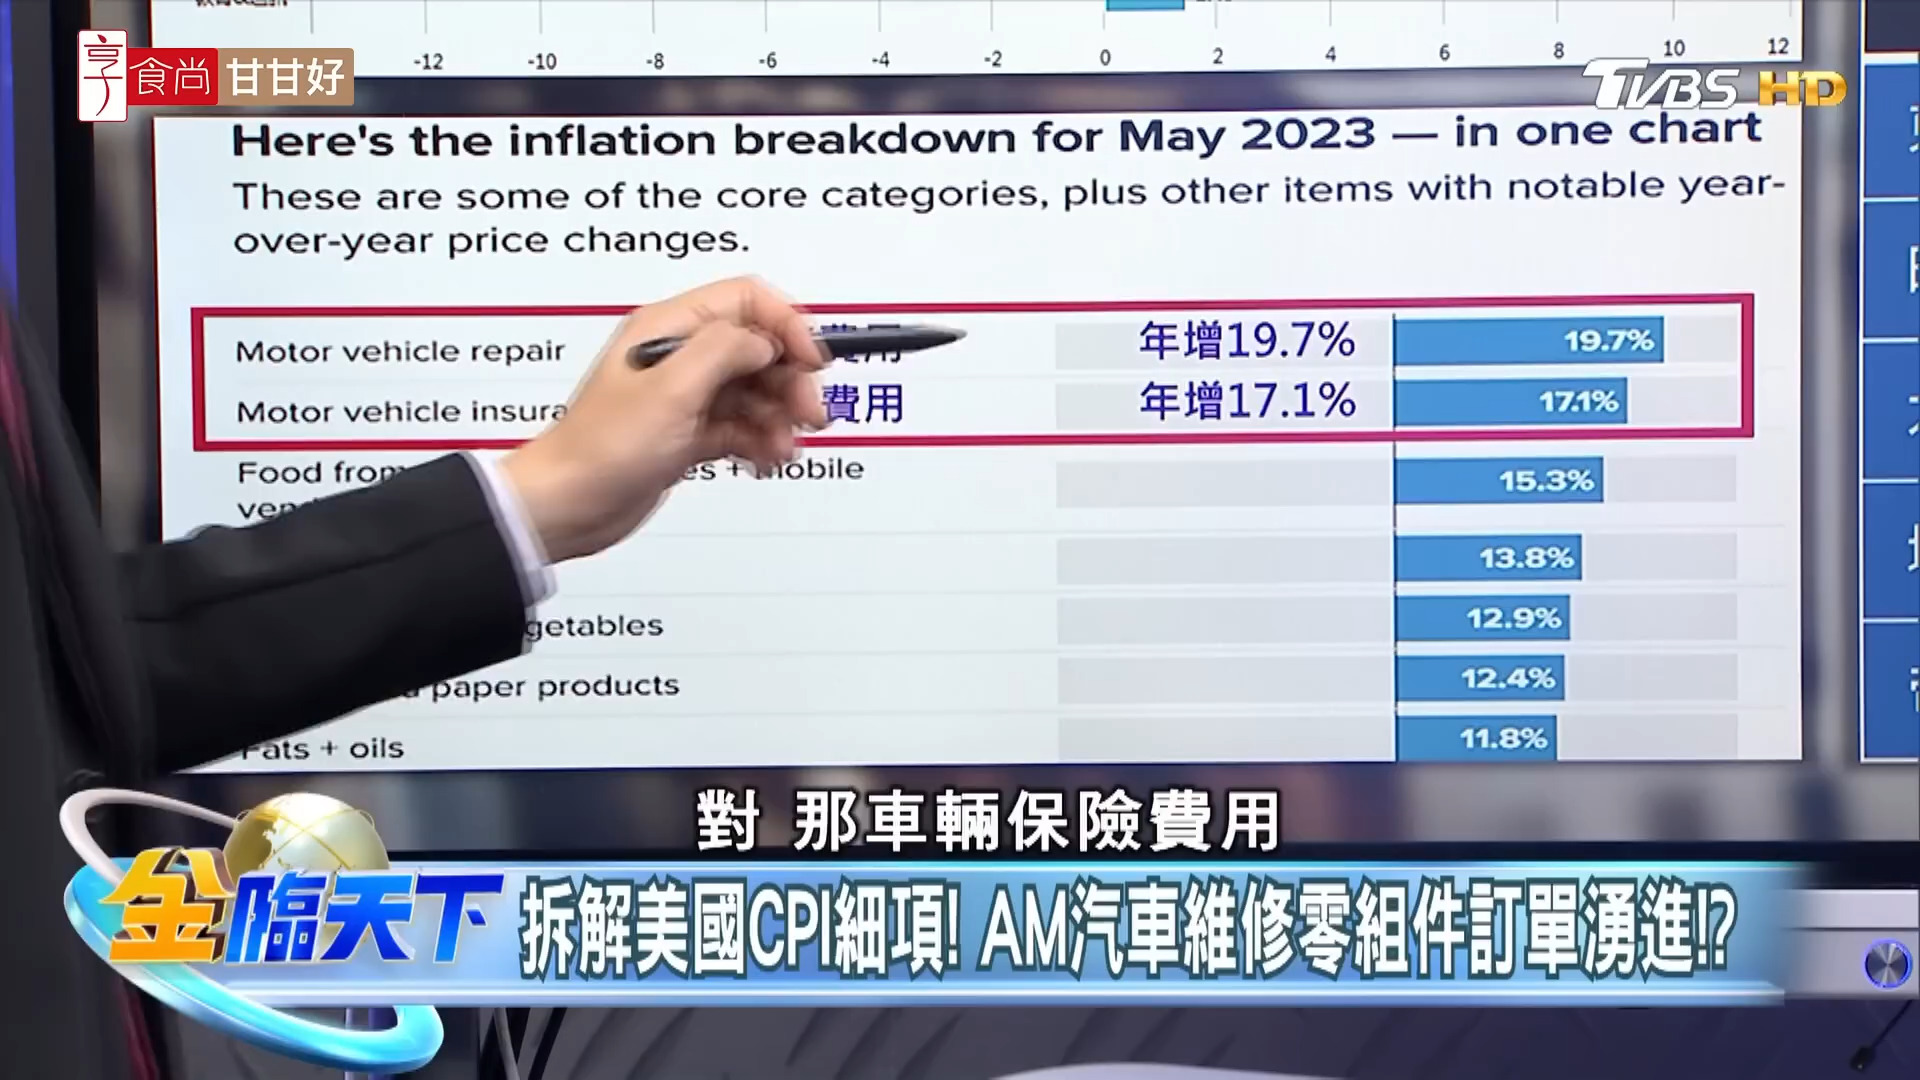 -12 -10 -8 -6 -4 -2 0 2 4 6 8 10 12
享食尚 甘甘好
TVBS HD
Here's the inflation breakdown for May 2023 — in one chart
These are some of the core categories, plus other items with notable year-
over-year price changes.
Motor vehicle repair 費用 年增19.7% 19.7%
Motor vehicle 費用 年增17.1% 17.1%
Food + mobile 15.3%
13.8%
12.9%
paper products 12.4%
Fats + oils 11.8%
對 那車輛保險費用
金臨天下
拆解美國CPI細項! AM汽車維修零組件訂單湧進!?